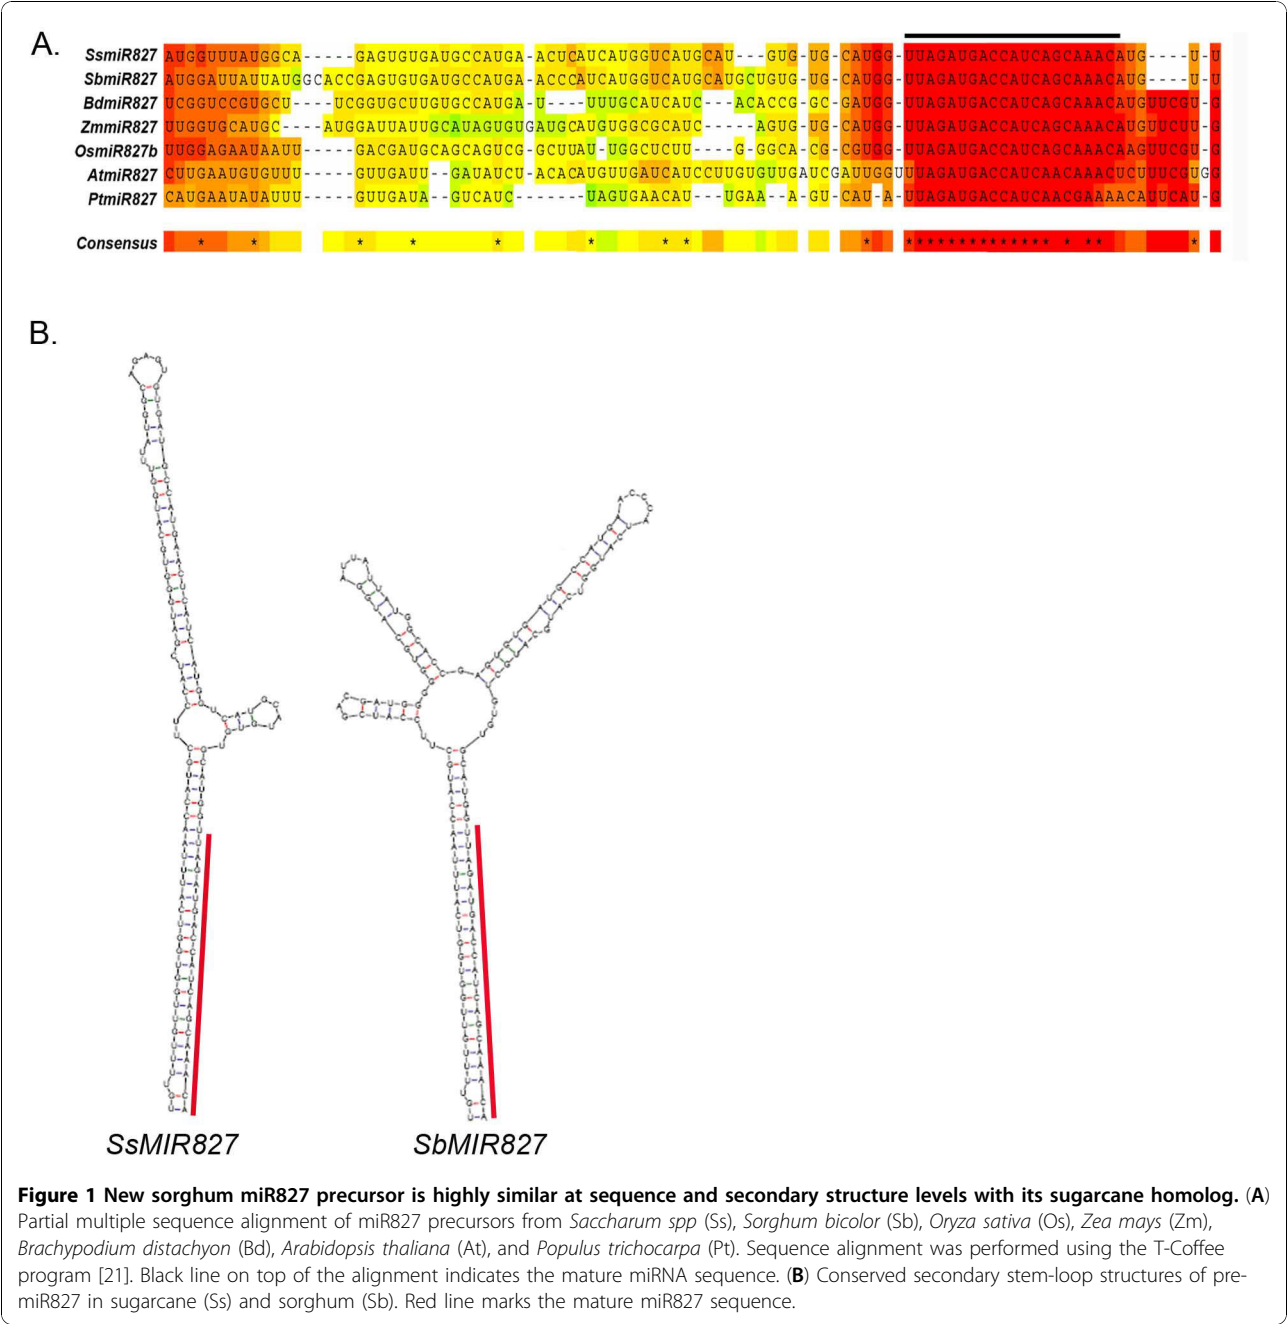 A.
SsmiR827 AUGGUUUAUGGCA-----GAGUGUGAUGCCAUGA-ACUCAUCAUGGUCAUGCAU---GUG-UG-CAUGG-UUAGAUGACCAUCAGCAAACAUG----U-U
SbmiR827 AUGGAUUAUUAUGGCACCGAGUGUGAUGCCAUGA-ACCCAUCAUGGUCAUGCAUGCUGUG-UG-CAUGG-UUAGAUGACCAUCAGCAAACAUG----U-U
BdmiR827 UCGGUCCGUGCU----UCGGUGCUUGUGCCAUGA-U----UUUGCAUCAUC---ACACCG-GC-GAUGG-UUAGAUGACCAUCAGCAAACAUGUUCGU-G
ZmmiR827 UUGGUGCAUGC----AUGGAUUAUUGCAUAGUGUGAUGCAUGUGGCGCAUC-----AGUG-UG-CAUGG-UUAGAUGACCAUCAGCAAACAUGUUCUU-G
OsmiR827b UUGGAGAAUAAUU-----GACGAUGCAGCAGUCG-GCUUAU-UGGCUCUU----G-GGCA-CG-CGUGG-UUAGAUGACCAUCAGCAAACAAGUUCGU-G
AtmiR827 CUUGAAUGUGUUU-----GUUGAUU--GAUAUCU-ACACAUGUUGAUCAUCCUUGUGUUGAUCGAUUGGUUUAGAUGACCAUCAACAAACUCUUUCGUGG
PtmiR827 CAUGAAUAUAUUU-----GUUGAUA--GUCAUC-------UAGUGAACAU---UGAA--A-GU-CAU-A-UUAGAUGACCAUCAACGAAAACAUUCAU-G
Consensus * * * * * * * * * ************** * ** *
B.
SsMIR827 SbMIR827
Figure 1 New sorghum miR827 precursor is highly similar at sequence and secondary structure levels with its sugarcane homolog. (A)
Partial multiple sequence alignment of miR827 precursors from Saccharum spp (Ss), Sorghum bicolor (Sb), Oryza sativa (Os), Zea mays (Zm),
Brachypodium distachyon (Bd), Arabidopsis thaliana (At), and Populus trichocarpa (Pt). Sequence alignment was performed using the T-Coffee
program [21]. Black line on top of the alignment indicates the mature miRNA sequence. (B) Conserved secondary stem-loop structures of pre-
miR827 in sugarcane (Ss) and sorghum (Sb). Red line marks the mature miR827 sequence.